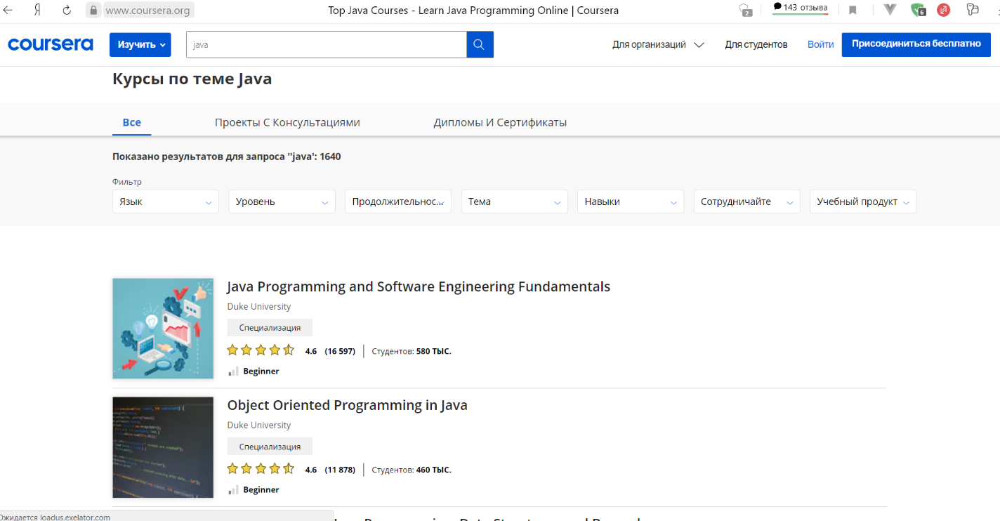 Я www.coursera.org Top Java Courses - Learn Java Programming Online | Coursera 2 143 отзыва 6
coursera Изучить java Для организаций Для студентов Войти Присоединиться бесплатно
Курсы по теме Java
Все Проекты С Консультациями Дипломы И Сертификаты
Показано результатов для запроса "java': 1640
Фильтр
Язык Уровень Продолжительнос... Тема Навыки Сотрудничайте Учебный продукт
Java Programming and Software Engineering Fundamentals
Duke University
Специализация
4.6 (16 597) Студентов: 580 ТЫС.
Beginner
Object Oriented Programming in Java
Duke University
Специализация
4.6 (11 878) Студентов: 460 ТЫС.
Beginner
Ожидается loadus.exelator.com